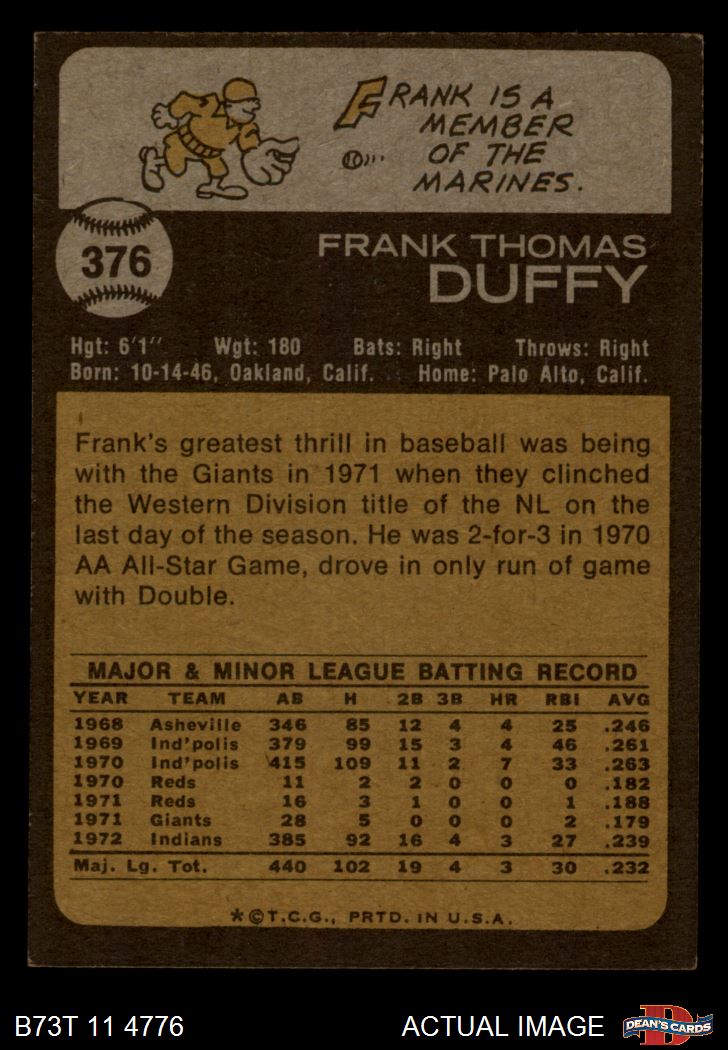 FRANK IS A
MEMBER
OF THE
MARINES.
376
FRANK THOMAS
DUFFY
Hgt: 6'1" Wgt: 180 Bats: Right Throws: Right
Born: 10-14-46, Oakland, Calif. Home: Palo Alto, Calif.
Frank's greatest thrill in baseball was being
with the Giants in 1971 when they clinched
the Western Division title of the NL on the
last day of the season. He was 2-for-3 in 1970
AA All-Star Game, drove in only run of game
with Double.
MAJOR & MINOR LEAGUE BATTING RECORD
YEAR TEAM AB H 2B 3B HR RBI AVG
1968 Asheville 346 85 12 4 4 25 .246
1969 Ind'polis 379 99 15 3 4 46 .261
1970 Ind'polis 415 109 11 2 7 33 .263
1970 Reds 11 2 2 0 0 0 .182
1971 Reds 16 3 1 0 0 1 .188
1971 Giants 28 5 0 0 0 2 .179
1972 Indians 385 92 16 4 3 27 .239
Maj. Lg. Tot. 440 102 19 4 3 30 .232
*©T.C.G., PRTD. IN U.S.A.
B73T 11 4776 ACTUAL IMAGE D DEAN'S CARDS